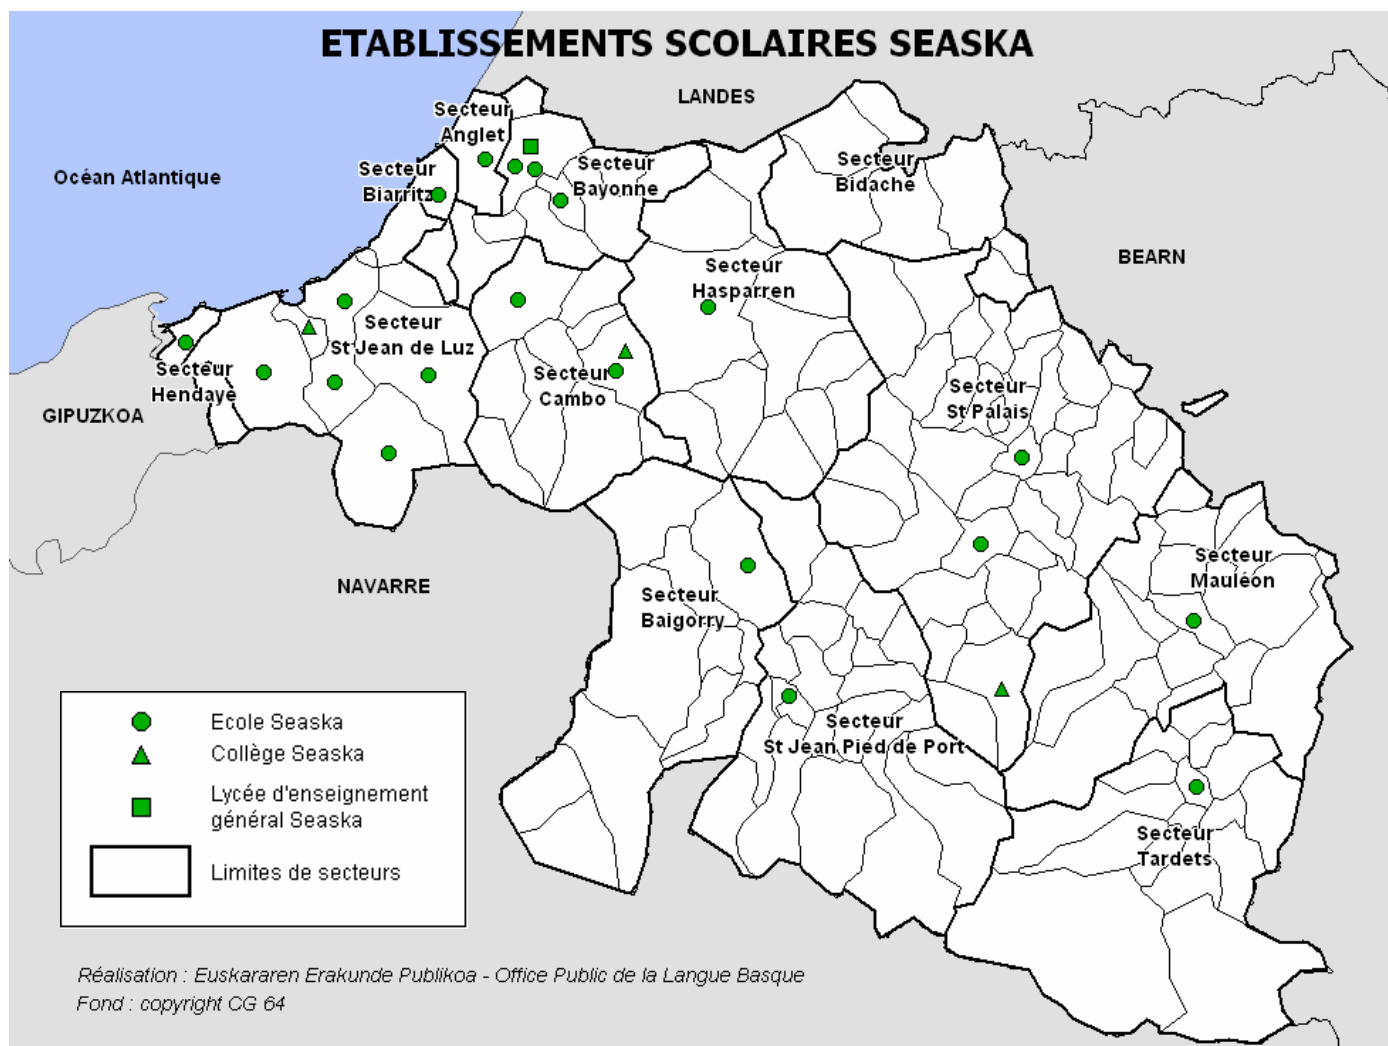 ETABLISSEMENTS SCOLAIRES SEASKA
LANDES
Secteur
Anglet
Secteur
Biarritz
Secteur
Bayonne
Secteur
Bidache
Océan Atlantique
BEARN
Secteur
Hasparren
Secteur
St Jean de Luz
Secteur
Hendaye
Secteur
Cambo
Secteur
St Palais
GIPUZKOA
NAVARRE
Secteur
Mauléon
Secteur
Baigorry
Secteur
St Jean Pied de Port
Secteur
Tardets
Ecole Seaska
Collège Seaska
Lycée d'enseignement
général Seaska
Limites de secteurs
Réalisation : Euskararen Erakunde Publikoa - Office Public de la Langue Basque
Fond : copyright CG 64